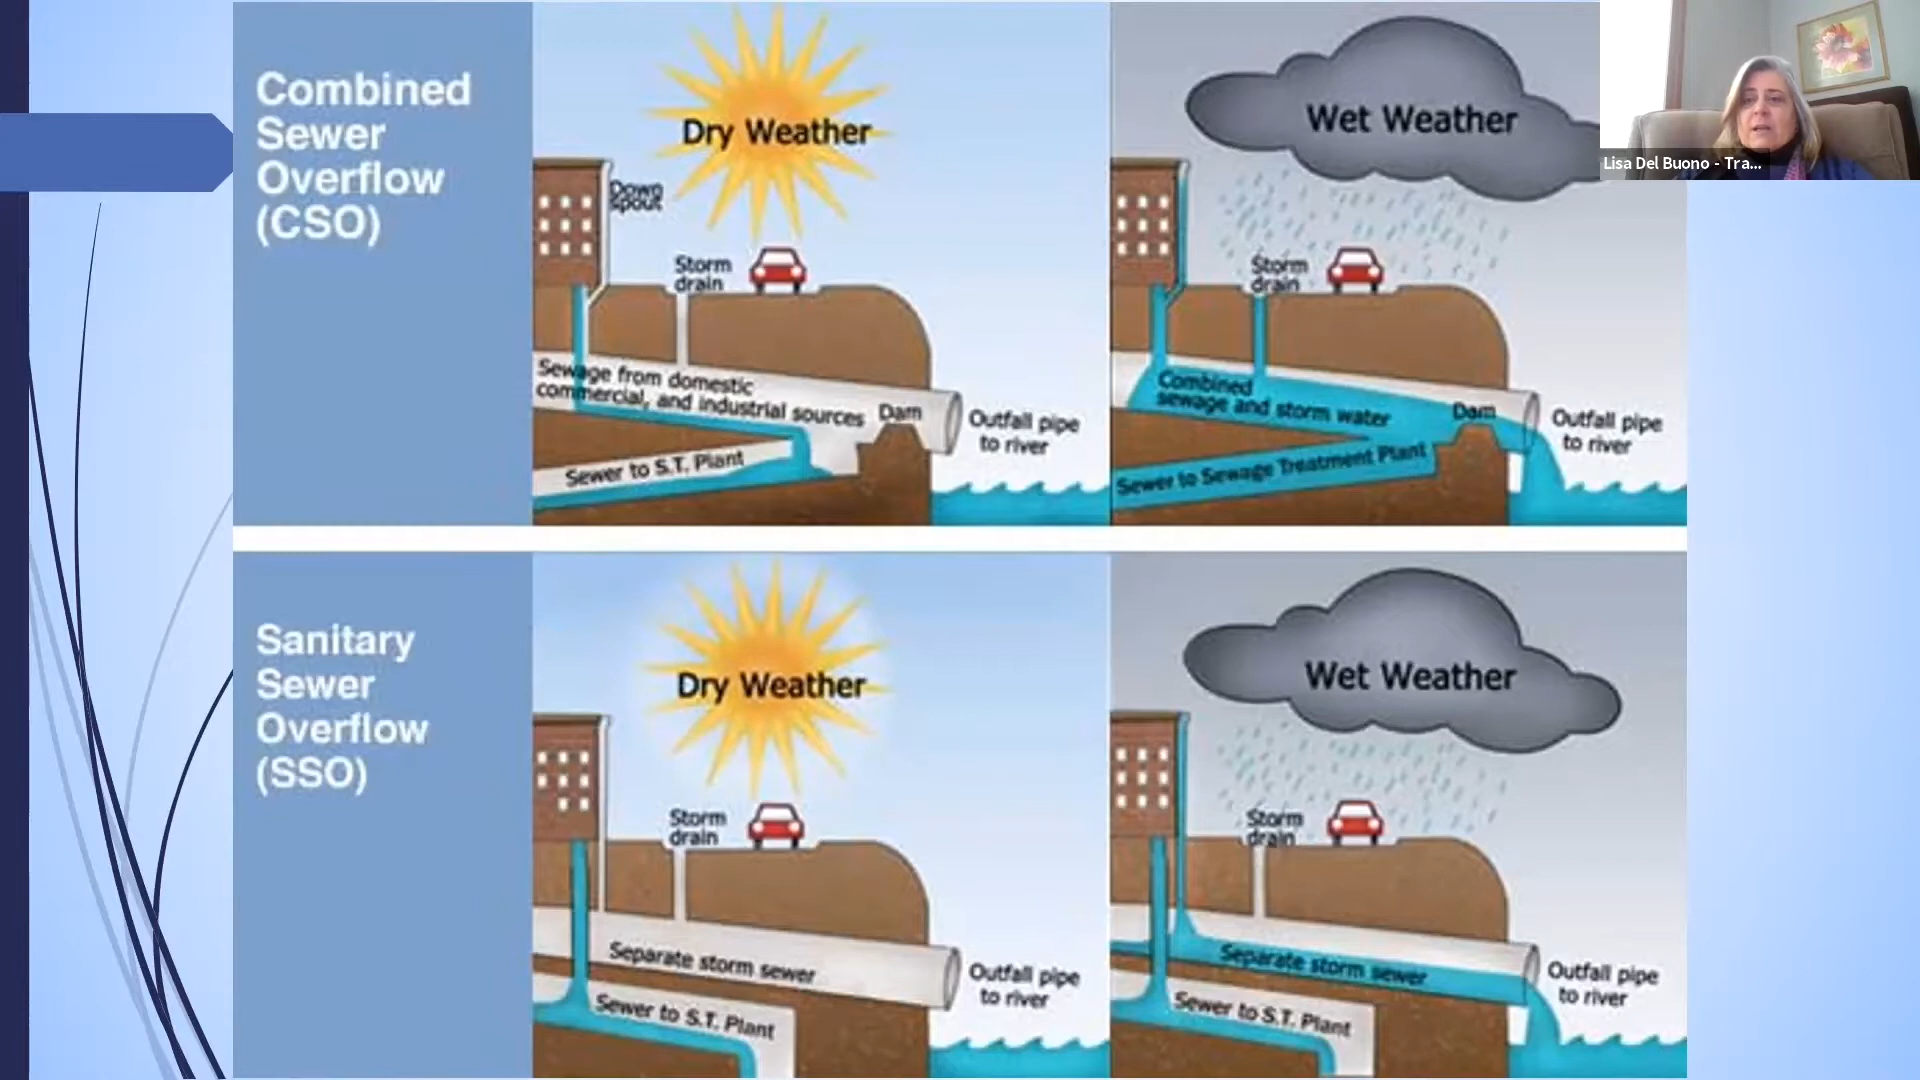 Combined
Sewer
Overflow
(CSO)
Dry Weather
Down
Spout
Storm
drain
Sewage from domestic
commercial, and industrial sources
Dam
Outfall pipe
to river
Sewer to S.T. Plant
Wet Weather
Storm
drain
Combined
sewage and storm water
Dam
Outfall pipe
to river
Sewer to Sewage Treatment Plant
Lisa Del Buono - Tra...
Sanitary
Sewer
Overflow
(SSO)
Dry Weather
Storm
drain
Separate storm sewer
Outfall pipe
to river
Sewer to S.T. Plant
Wet Weather
Storm
drain
Separate storm sewer
Outfall pipe
to river
Sewer to S.T. Plant